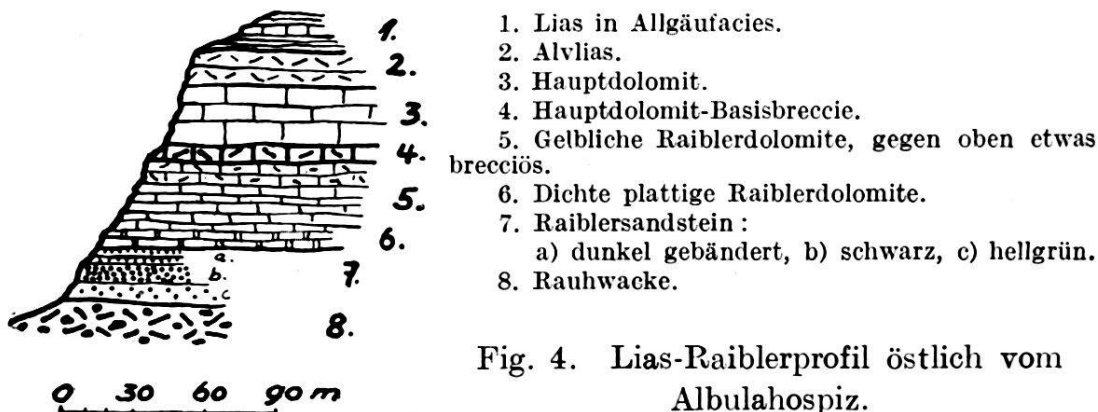 1.
2.
3.
4.
5.
6.
a.
b.
7.
c
8.
0 30 60 90 m
1. Lias in Allgäufacies.
2. Alvlias.
3. Hauptdolomit.
4. Hauptdolomit-Basisbreccie.
5. Gelbliche Raiblerdolomite, gegen oben etwas
brecciös.
6. Dichte plattige Raiblerdolomite.
7. Raiblersandstein:
a) dunkel gebändert, b) schwarz, c) hellgrün.
8. Rauhwacke.
Fig. 4. Lias-Raiblerprofil östlich vom
Albulahospiz.